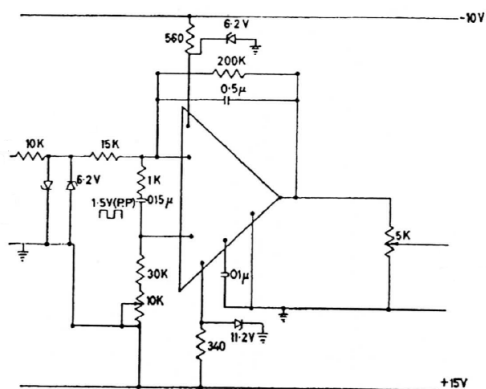 -10V
560
6.2V
200K
0.5μ
10K
15K
6.2V
1K
1.5V(P.P)
.015μ
5K
30K
10K
.01μ
11.2V
340
+15V